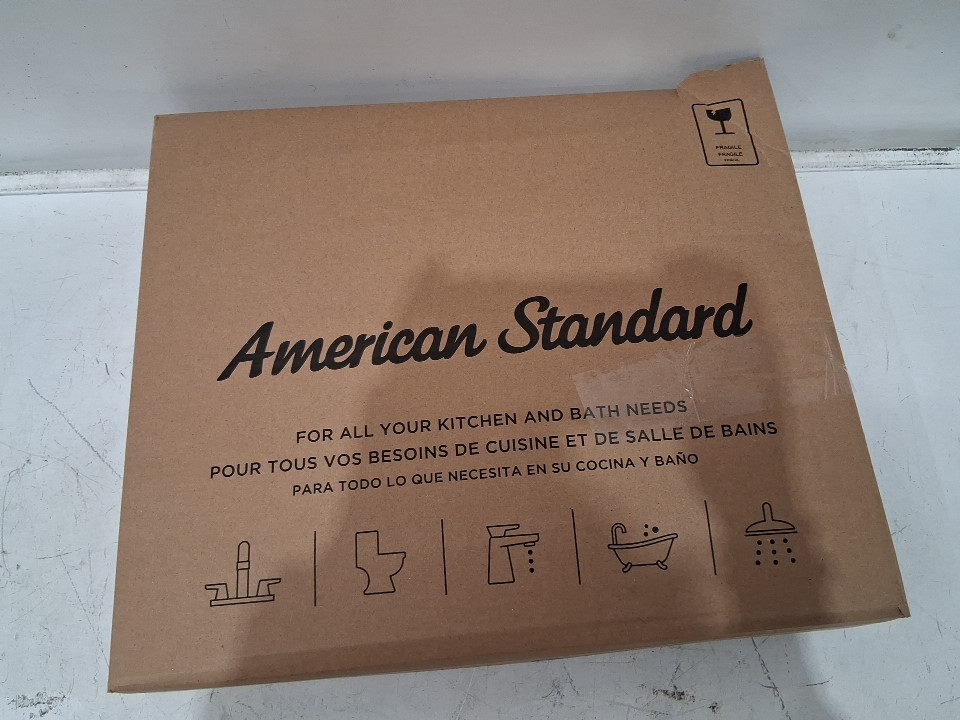 FRAGILE
FRAGILE
American Standard
FOR ALL YOUR KITCHEN AND BATH NEEDS
POUR TOUS VOS BESOINS DE CUISINE ET DE SALLE DE BAINS
PARA TODO LO QUE NECESITA EN SU COCINA Y BAÑO